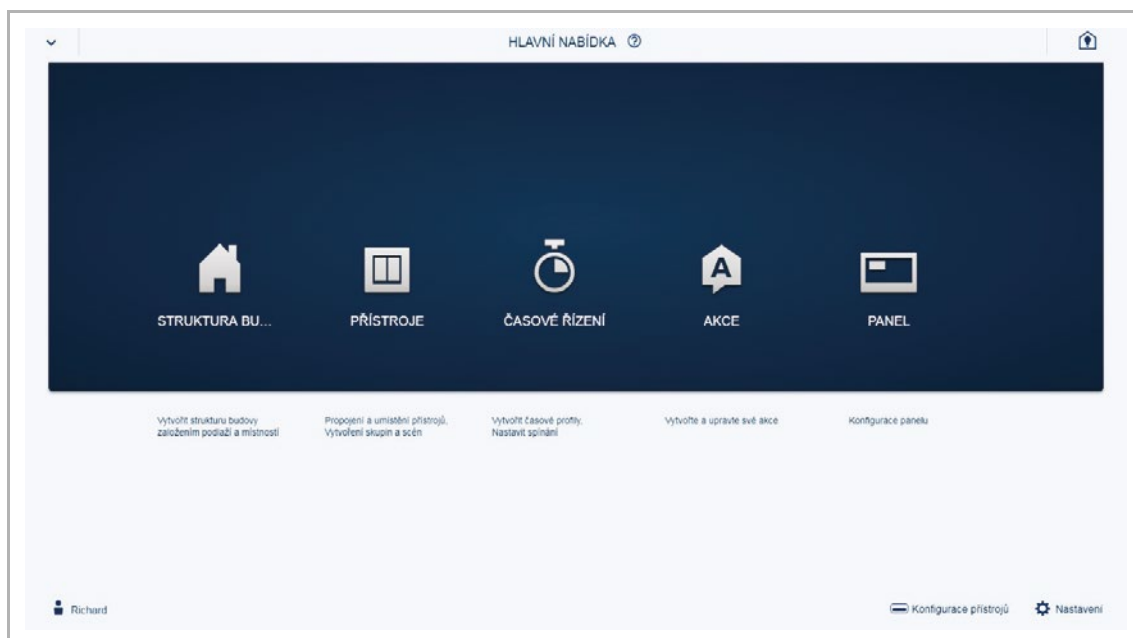 HLAVNÍ NABÍDKA
STRUKTURA BU...
PŘÍSTROJE
ČASOVÉ ŘÍZENÍ
A
AKCE
PANEL
Vytvořit strukturu budovy
založením podlaží a místností
Propojení a umístění přístrojů,
Vytvoření skupin a scén
Vytvořit časové profily,
Nastavit spínání
Vytvořte a upravte své akce
Konfigurace panelu
Richard
Konfigurace přístrojů
Nastavení